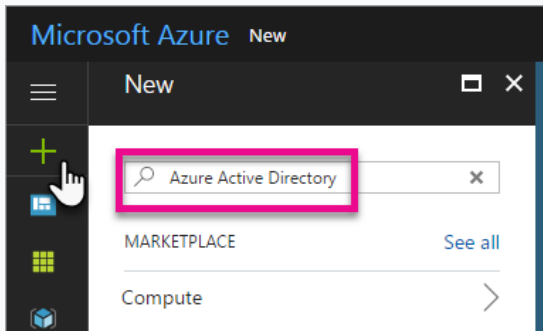 Microsoft Azure New
New
Azure Active Directory
MARKETPLACE See all
Compute